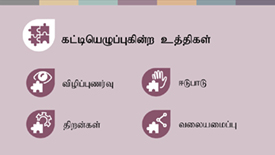 கட்டியெழுப்புகின்ற உத்திகள்
விழிப்புணர்வு
ஈடுபாடு
திறன்கள்
வலையமைப்பு